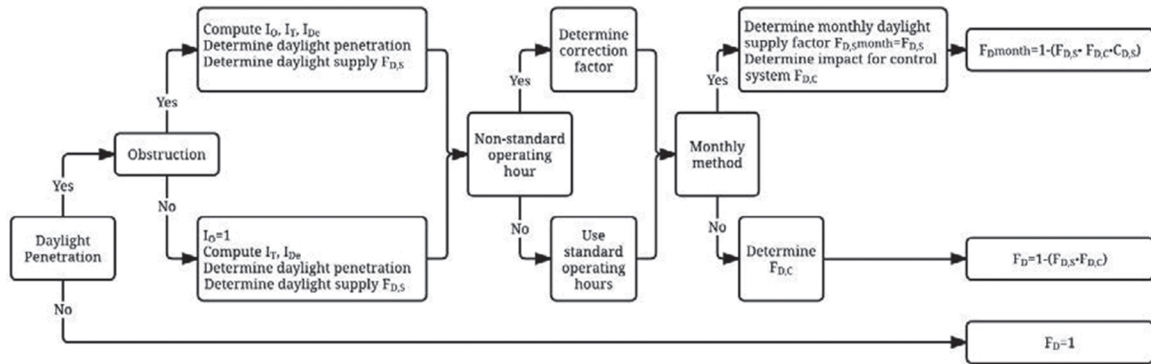 Daylight
Penetration
Yes
No
Obstruction
Yes
No
Compute I_O, I_T, I_De
Determine daylight penetration
Determine daylight supply F_D,S
I_O=1
Compute I_T, I_De
Determine daylight penetration
Determine daylight supply F_D,S
Non-standard
operating
hour
Yes
No
Determine
correction
factor
Use
standard
operating
hours
Monthly
method
Yes
No
Determine monthly daylight
supply factor F_D,Smonth=F_D,S
Determine impact for control
system F_D,C
Determine
F_D,C
F_Dmonth=1-(F_D,S· F_D,C·C_D,S)
F_D=1-(F_D,S·F_D,C)
F_D=1